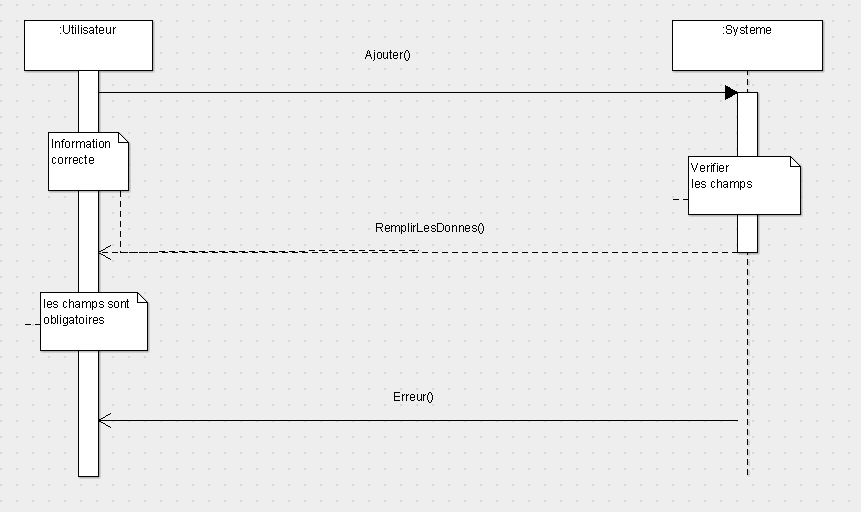 :Utilisateur
:Systeme
Ajouter()
Information
correcte
Verifier
les champs
RemplirLesDonnes()
les champs sont
obligatoires
Erreur()